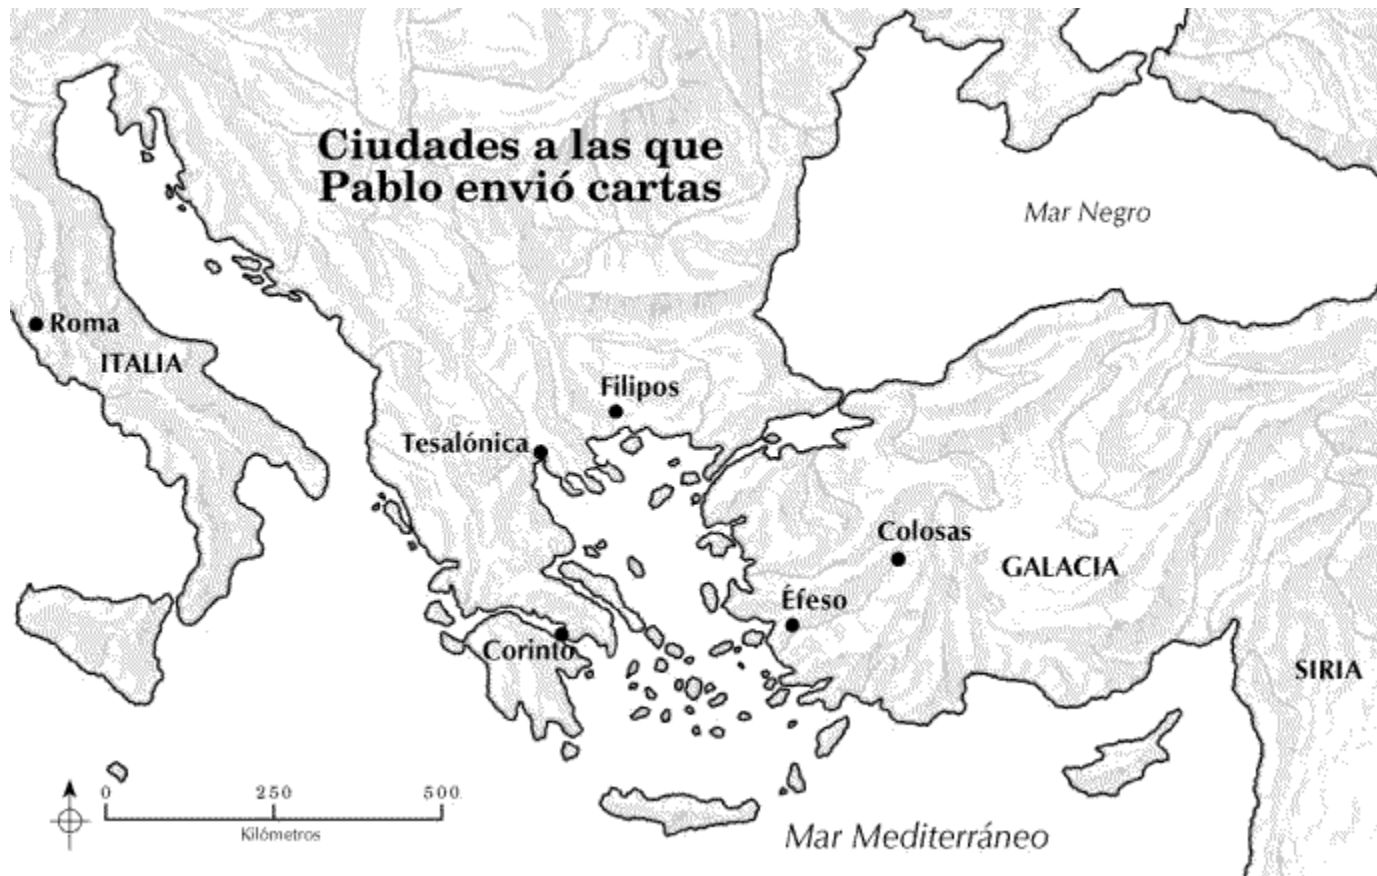 Ciudades a las que
Pablo envió cartas
Mar Negro
Roma
ITALIA
Filipos
Tesalónica
Colosas
GALACIA
Éfeso
Corinto
SIRIA
0 250 500
Kilómetros
Mar Mediterráneo